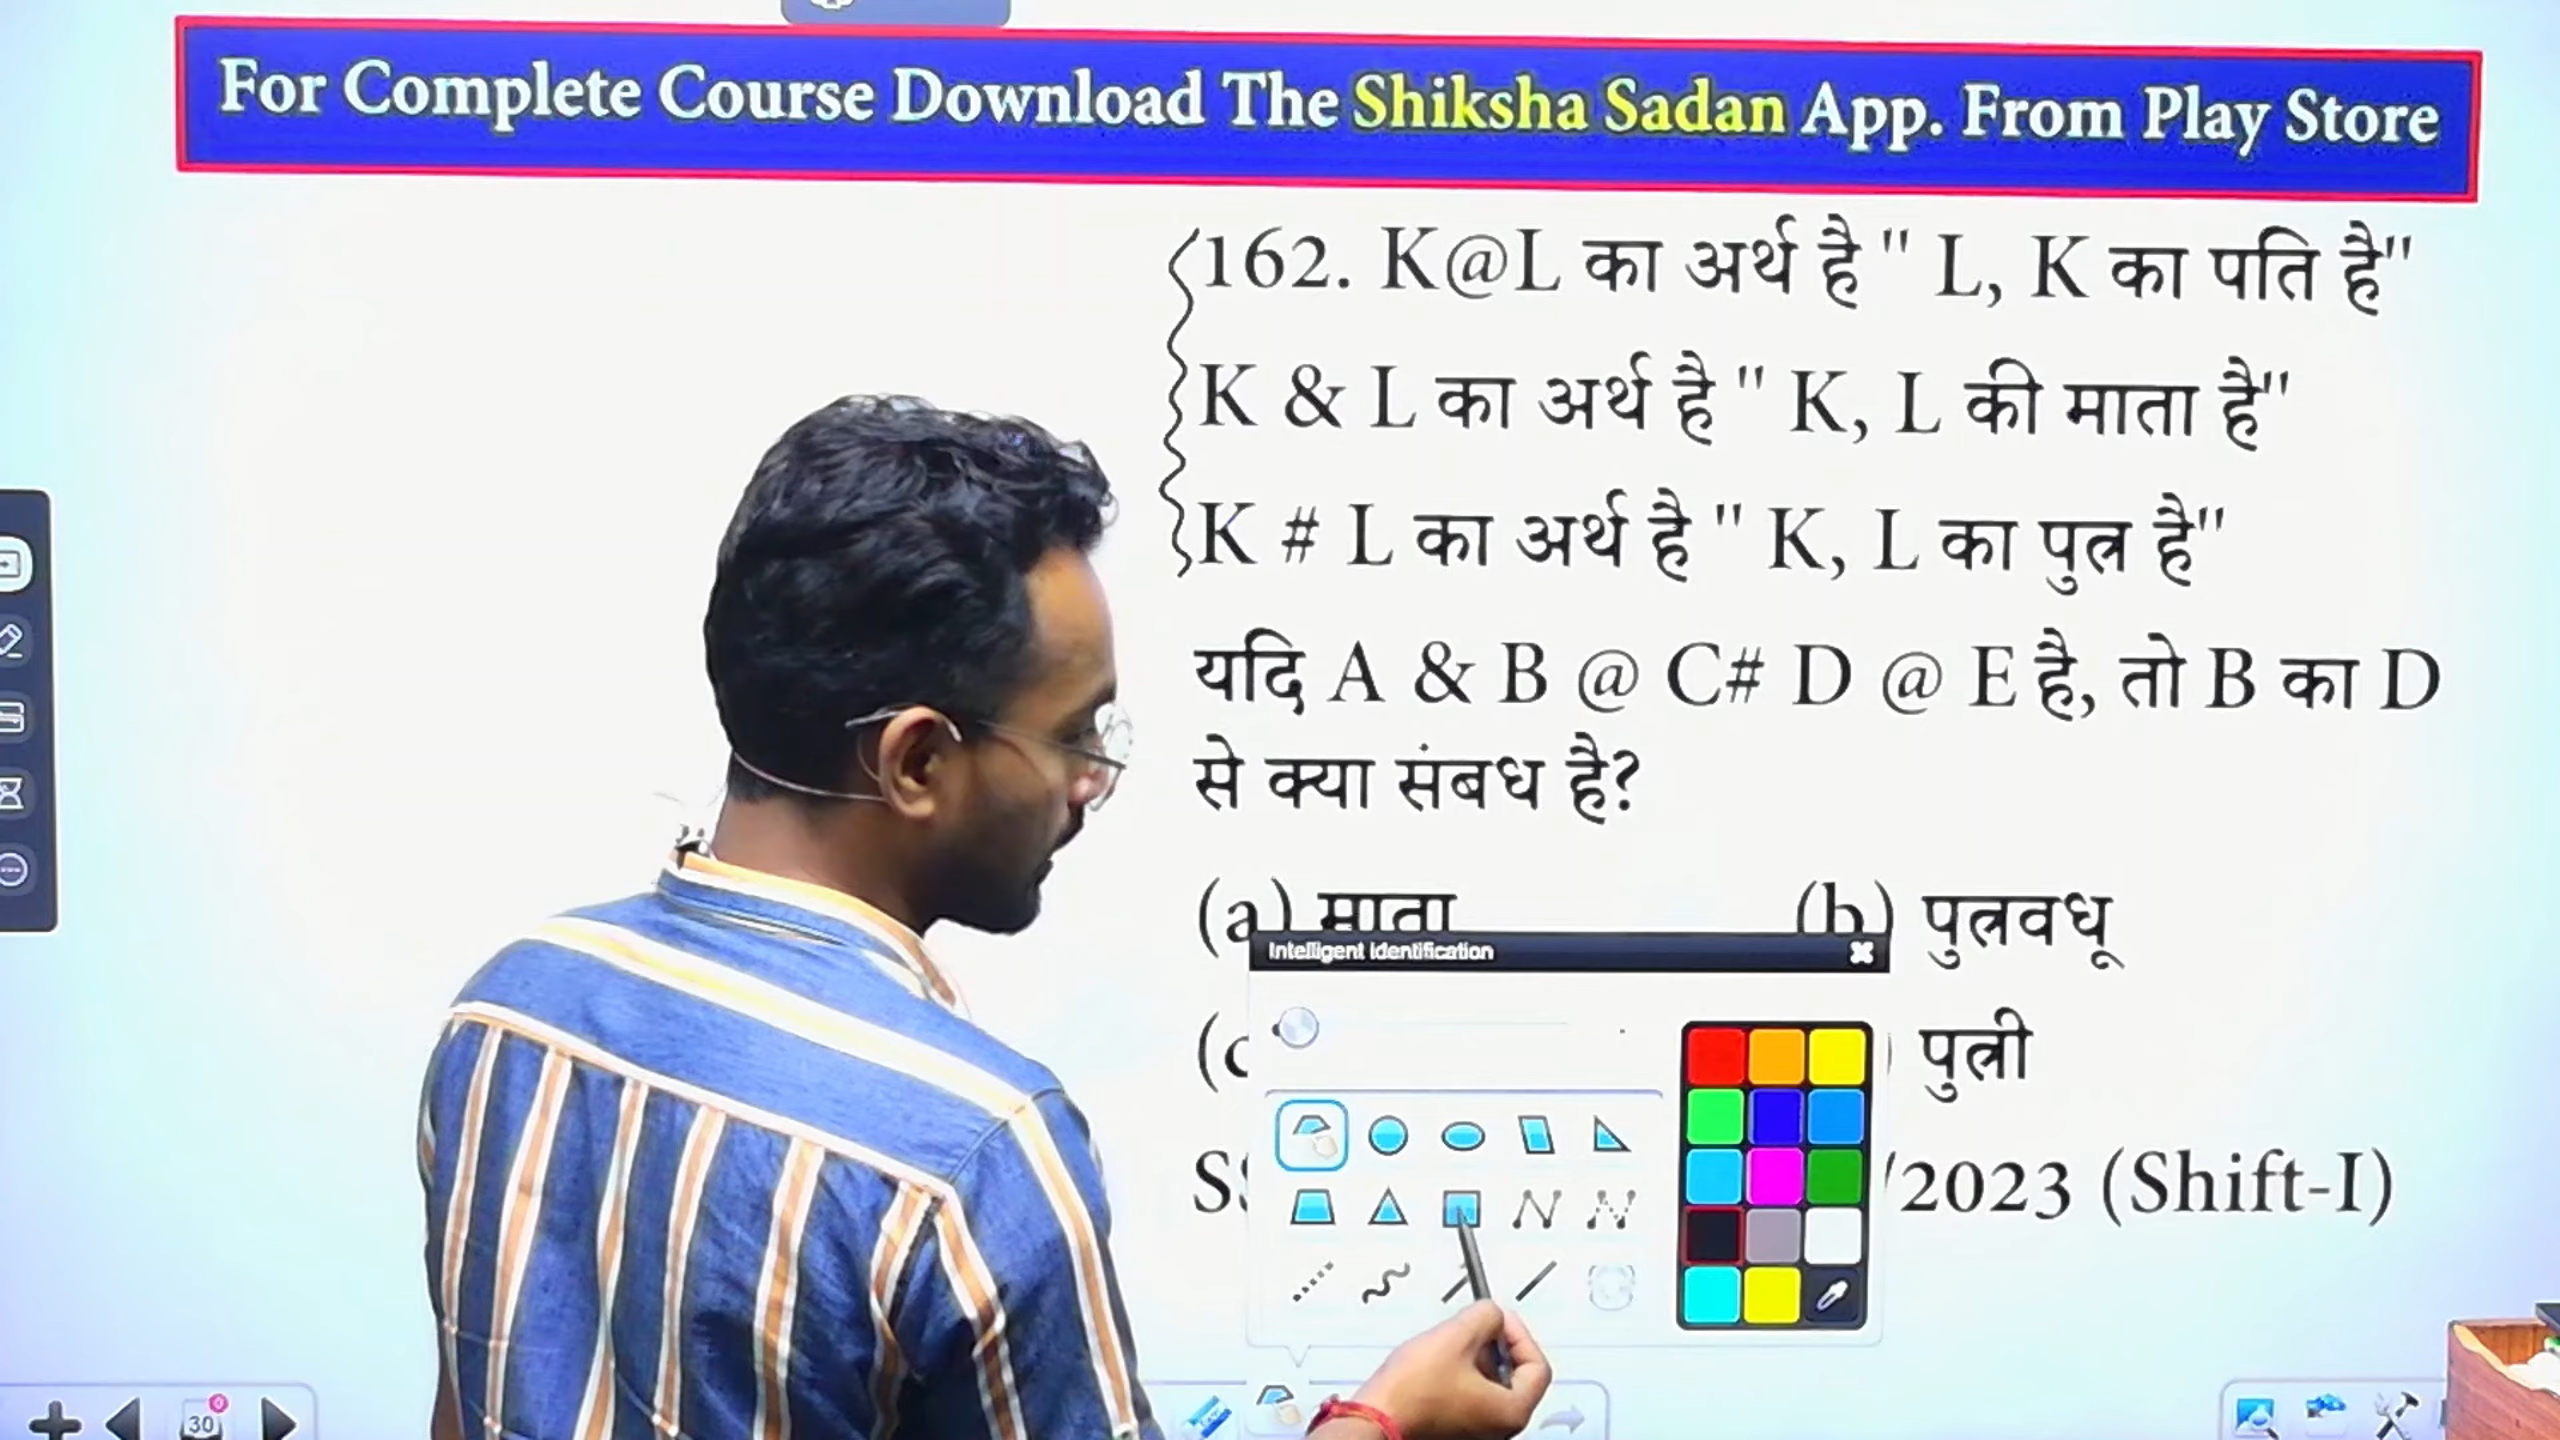 For Complete Course Download The Shiksha Sadan App. From Play Store
162. K@L का अर्थ है " L, K का पति है"
K & L का अर्थ है " K, L की माता है"
K # L का अर्थ है " K, L का पुत्र है"
यदि A & B @ C# D @ E है, तो B का D
से क्या संबध है?
(a) माता (b) पुत्रवधू
Intelligent Identification
(c पुत्री
/2023 (Shift-I)
30